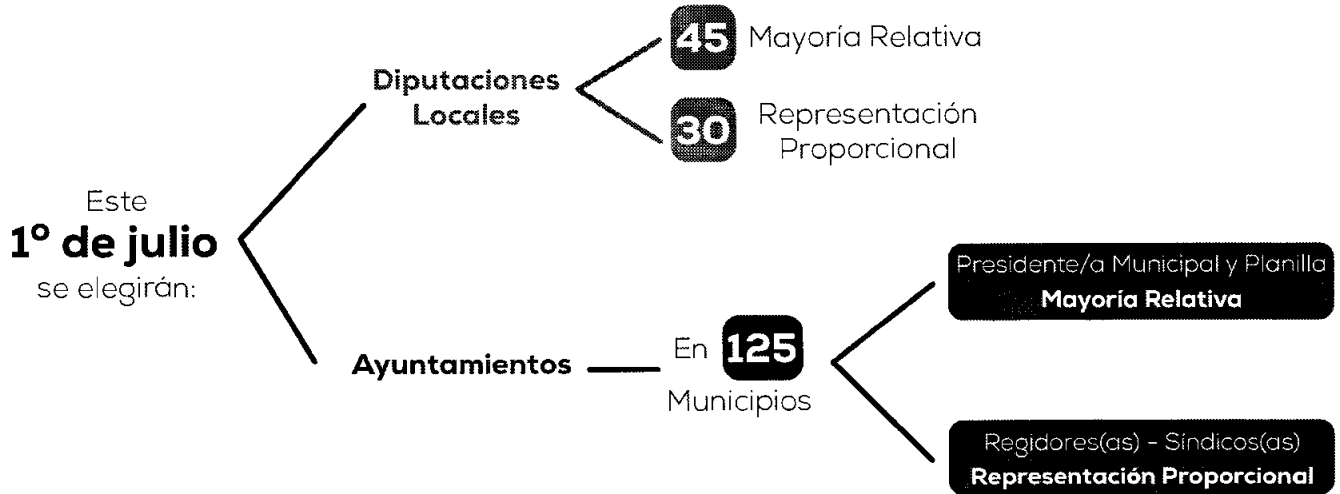 Este
1º de julio
se elegirán:
Diputaciones
Locales
45 Mayoría Relativa
30 Representación
Proporcional
Ayuntamientos
En 125
Municipios
Presidente/a Municipal y Planilla
Mayoría Relativa
Regidores(as) - Síndicos(as)
Representación Proporcional